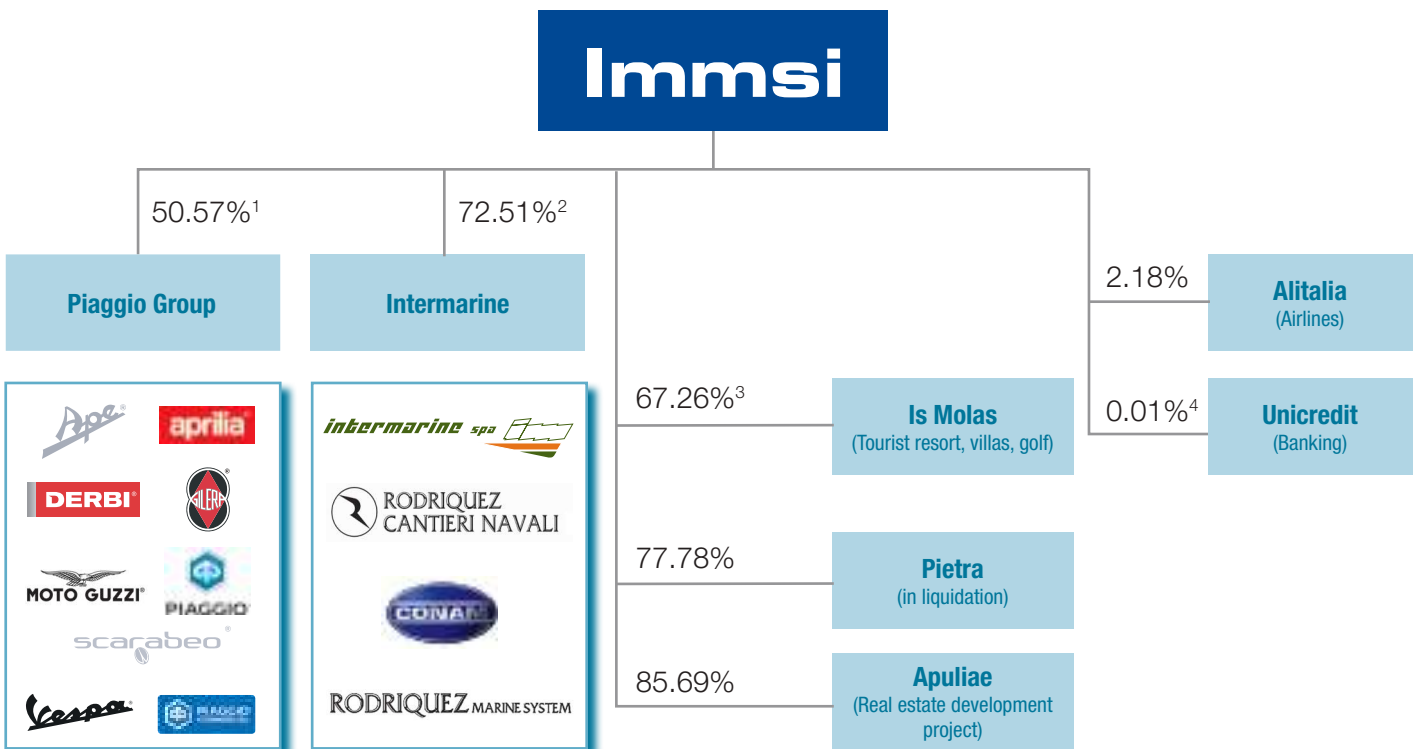 Immsi
50.57%¹
72.51%²
Piaggio Group
Intermarine
2.18%
Alitalia
(Airlines)
67.26%³
Is Molas
(Tourist resort, villas, golf)
0.01%⁴
Unicredit
(Banking)
77.78%
Pietra
(in liquidation)
85.69%
Apuliae
(Real estate development
project)
Ape®
aprilia®
DERBI®
GILERA®
MOTO GUZZI®
PIAGGIO®
scarabeo®
Vespa®
PIAGGIO
intermarine spa
RODRIQUEZ
CANTIERI NAVALI
CONAM
RODRIQUEZ MARINE SYSTEM